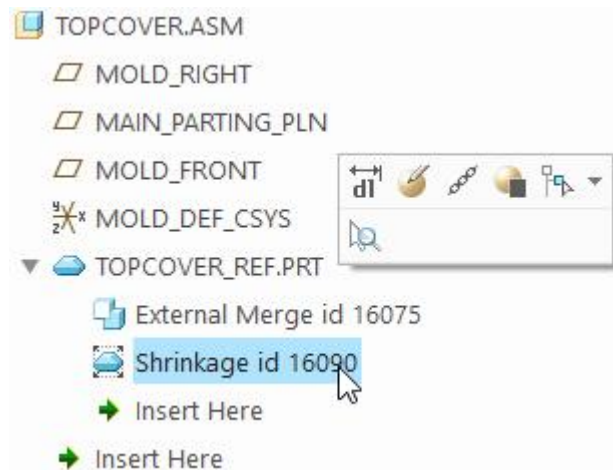 TOPCOVER.ASM
MOLD_RIGHT
MAIN_PARTING_PLN
MOLD_FRONT
d1
MOLD_DEF_CSYS
TOPCOVER_REF.PRT
External Merge id 16075
Shrinkage id 16090
Insert Here
Insert Here